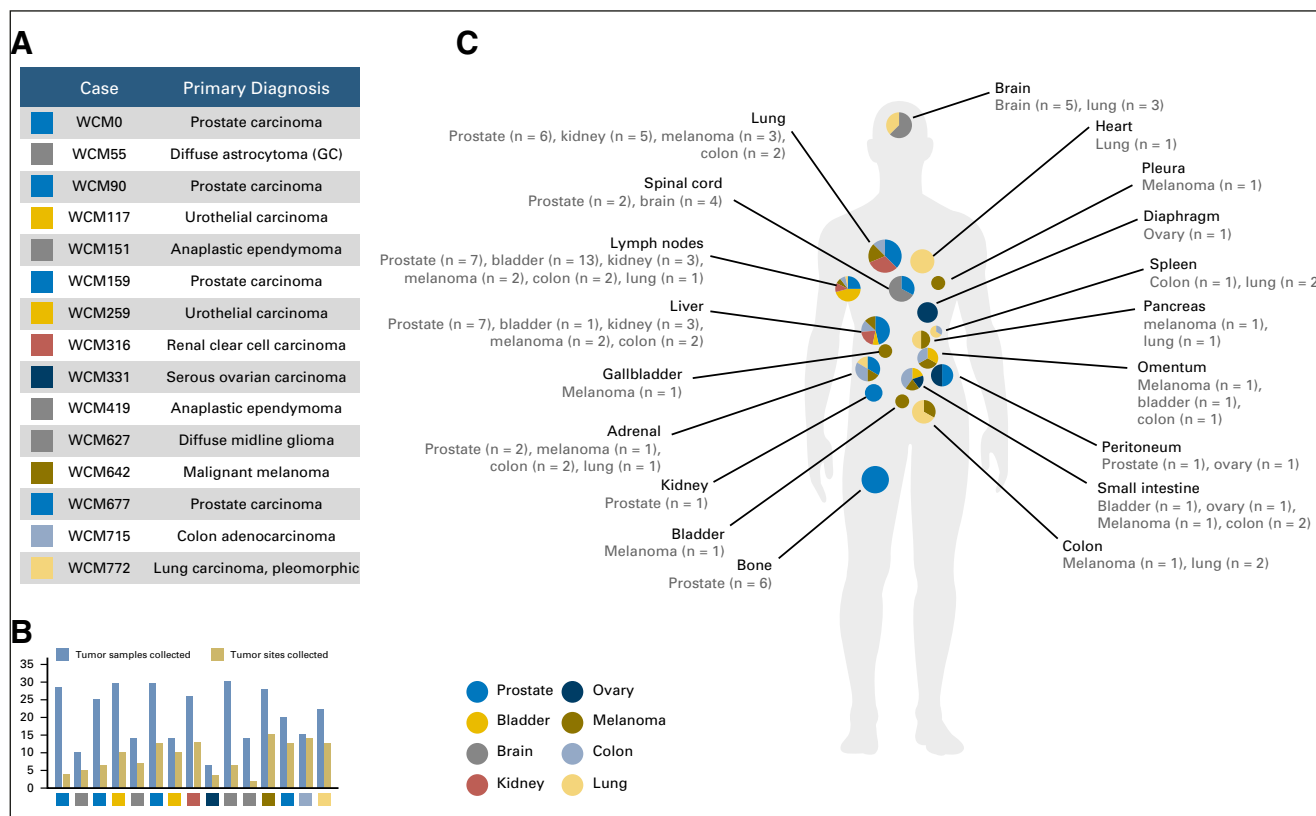 A
Case Primary Diagnosis
WCM0 Prostate carcinoma
WCM55 Diffuse astrocytoma (GC)
WCM90 Prostate carcinoma
WCM117 Urothelial carcinoma
WCM151 Anaplastic ependymoma
WCM159 Prostate carcinoma
WCM259 Urothelial carcinoma
WCM316 Renal clear cell carcinoma
WCM331 Serous ovarian carcinoma
WCM419 Anaplastic ependymoma
WCM627 Diffuse midline glioma
WCM642 Malignant melanoma
WCM677 Prostate carcinoma
WCM715 Colon adenocarcinoma
WCM772 Lung carcinoma, pleomorphic
B
Tumor samples collected Tumor sites collected
35
30
25
20
15
10
5
0
C
Lung
Prostate (n = 6), kidney (n = 5), melanoma (n = 3),
colon (n = 2)
Spinal cord
Prostate (n = 2), brain (n = 4)
Lymph nodes
Prostate (n = 7), bladder (n = 13), kidney (n = 3),
melanoma (n = 2), colon (n = 2), lung (n = 1)
Liver
Prostate (n = 7), bladder (n = 1), kidney (n = 3),
melanoma (n = 2), colon (n = 2)
Gallbladder
Melanoma (n = 1)
Adrenal
Prostate (n = 2), melanoma (n = 1),
colon (n = 2), lung (n = 1)
Kidney
Prostate (n = 1)
Bladder
Melanoma (n = 1)
Bone
Prostate (n = 6)
Brain
Brain (n = 5), lung (n = 3)
Heart
Lung (n = 1)
Pleura
Melanoma (n = 1)
Diaphragm
Ovary (n = 1)
Spleen
Colon (n = 1), lung (n = 2
Pancreas
melanoma (n = 1),
lung (n = 1)
Omentum
Melanoma (n = 1),
bladder (n = 1),
colon (n = 1)
Peritoneum
Prostate (n = 1), ovary (n = 1)
Small intestine
Bladder (n = 1), ovary (n = 1),
Melanoma (n = 1), colon (n = 2)
Colon
Melanoma (n = 1), lung (n = 2)
Prostate Ovary
Bladder Melanoma
Brain Colon
Kidney Lung